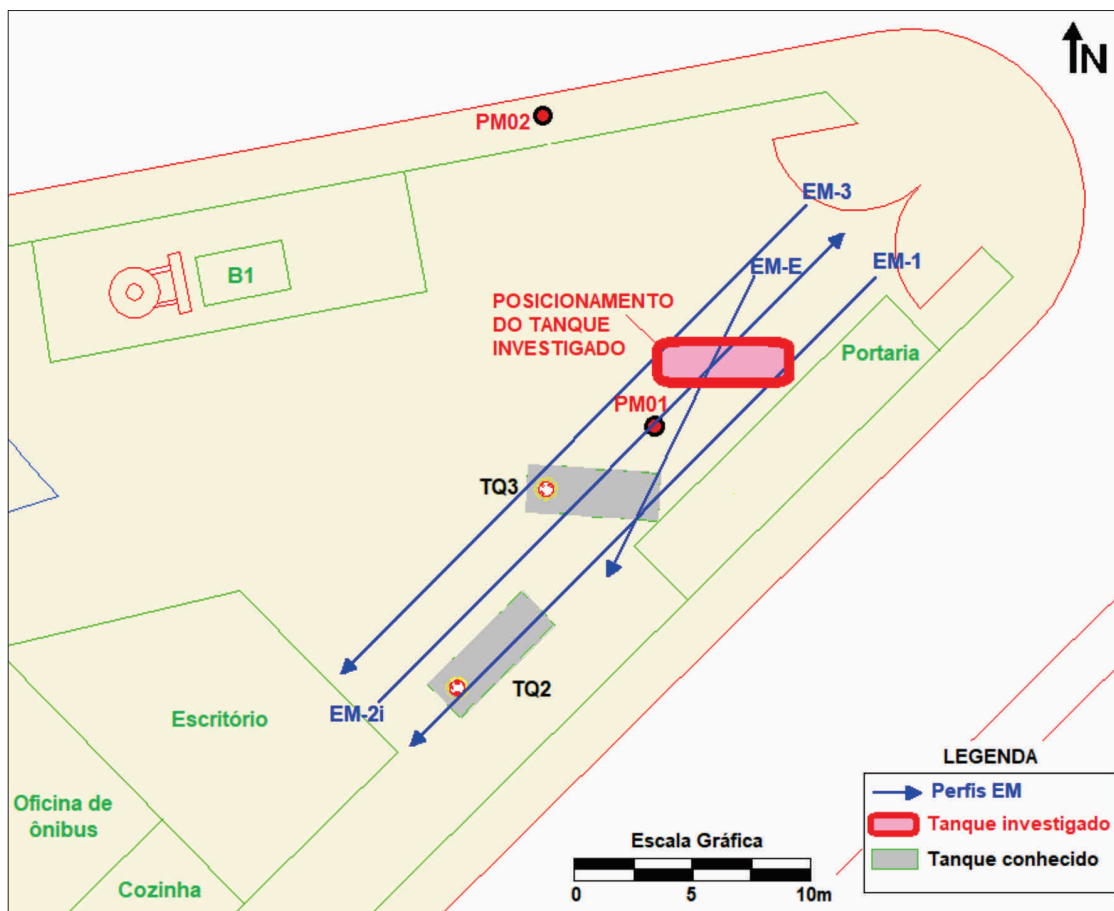 N
PM02
EM-3
B1
EM-E
EM-1
POSICIONAMENTO
DO TANQUE
INVESTIGADO
Portaria
PM01
TQ3
TQ2
EM-2i
Escritório
Oficina de
ônibus
Cozinha
LEGENDA
Perfis EM
Tanque investigado
Tanque conhecido
Escala Gráfica
0 5 10m